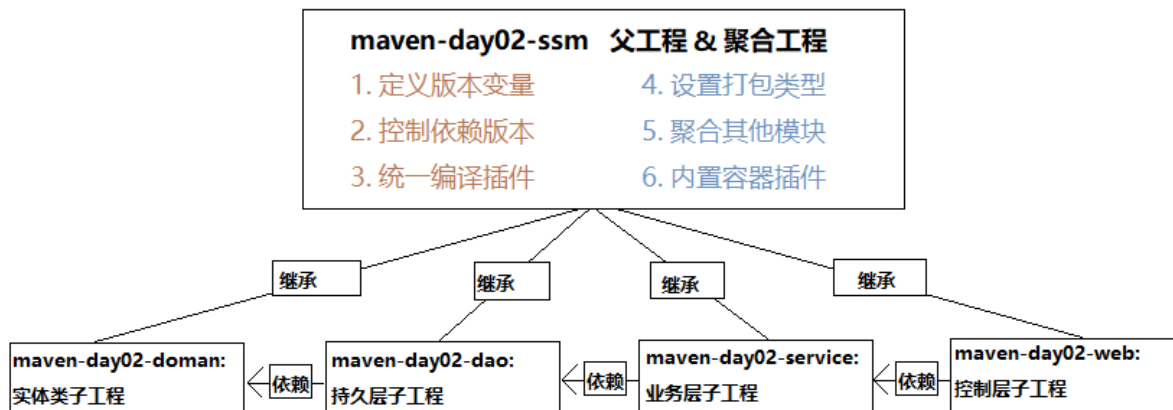 maven-day02-ssm 父工程 & 聚合工程
1. 定义版本变量
4. 设置打包类型
2. 控制依赖版本
5. 聚合其他模块
3. 统一编译插件
6. 内置容器插件
继承
继承
继承
继承
maven-day02-doman:
实体类子工程
依赖
maven-day02-dao:
持久层子工程
依赖
maven-day02-service:
业务层子工程
依赖
maven-day02-web:
控制层子工程